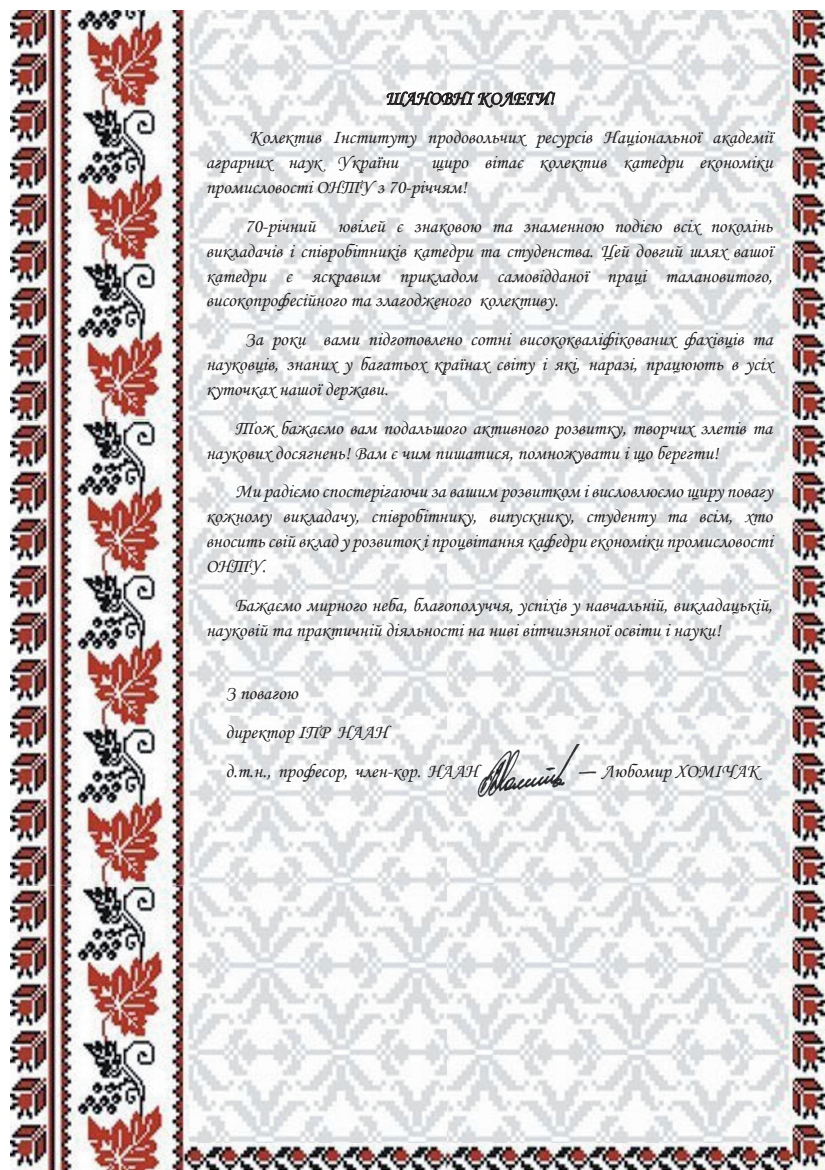 ШАНОВНІ КОЛЕГИ!
Колектив Інституту продовольчих ресурсів Національної академії
аграрних наук України щиро вітає колектив катедри економіки
промисловості ОНТУ з 70-річчям!
70-річний ювілей є знаковою та знаменною подією всіх поколінь
викладачів і співробітників катедри та студенства. Цей довгий шлях вашої
катедри є яскравим прикладом самовідданої праці талановитого,
високопрофесійного та злагодженого колективу.
За роки вами підготовлено сотні висококваліфікованих фахівців та
науковців, знаних у багатьох країнах світу і які, наразі, працюють в усіх
куточках нашої держави.
Тож бажаємо вам подальшого активного розвитку, творчих злетів та
наукових досягнень! Вам є чим пишатися, помножувати і що берегти!
Ми радіємо спостерігаючи за вашим розвитком і висловлюємо щиру повагу
кожному викладачу, співробітнику, випускнику, студенту та всім, хто
вносить свій вклад у розвиток і процвітання кафедри економіки промисловості
ОНТУ.
Бажаємо мирного неба, благополуччя, успіхів у навчальній, викладацькій,
науковій та практичній діяльності на ниві вітчизняної освіти і науки!
З повагою
директор ІПР НААН
д.т.н., професор, член-кор. НААН — Любомир ХОМІЧАК